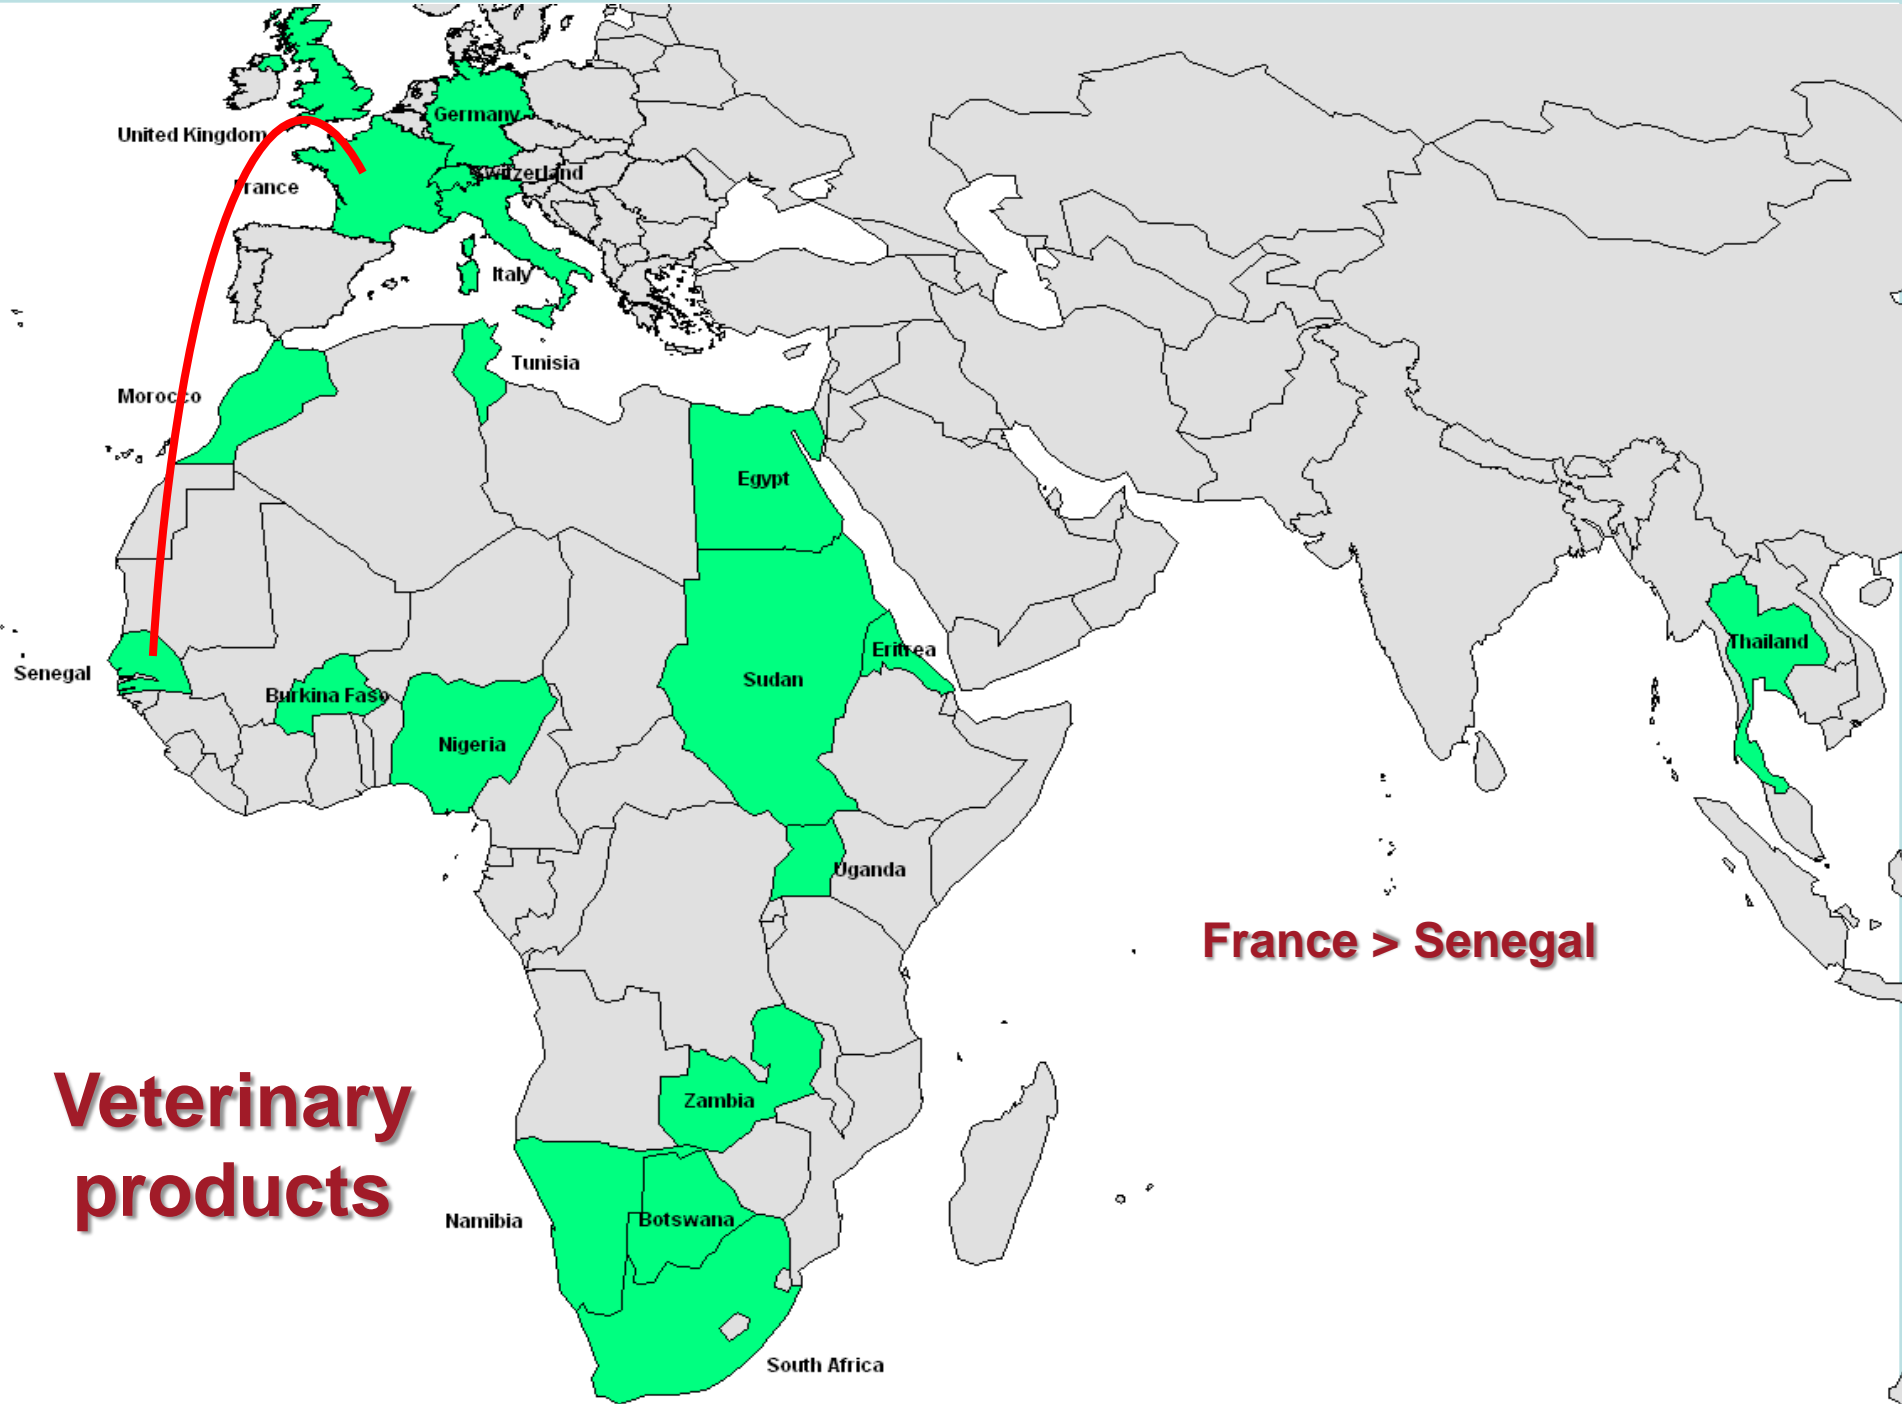 Germany
United Kingdom
Switzerland
France
Italy
Tunisia
Morocco
Egypt
Thailand
Eritrea
Senegal
Sudan
Burkina Faso
Nigeria
Uganda
France > Senegal
Veterinary
products
Zambia
Namibia
Botswana
South Africa